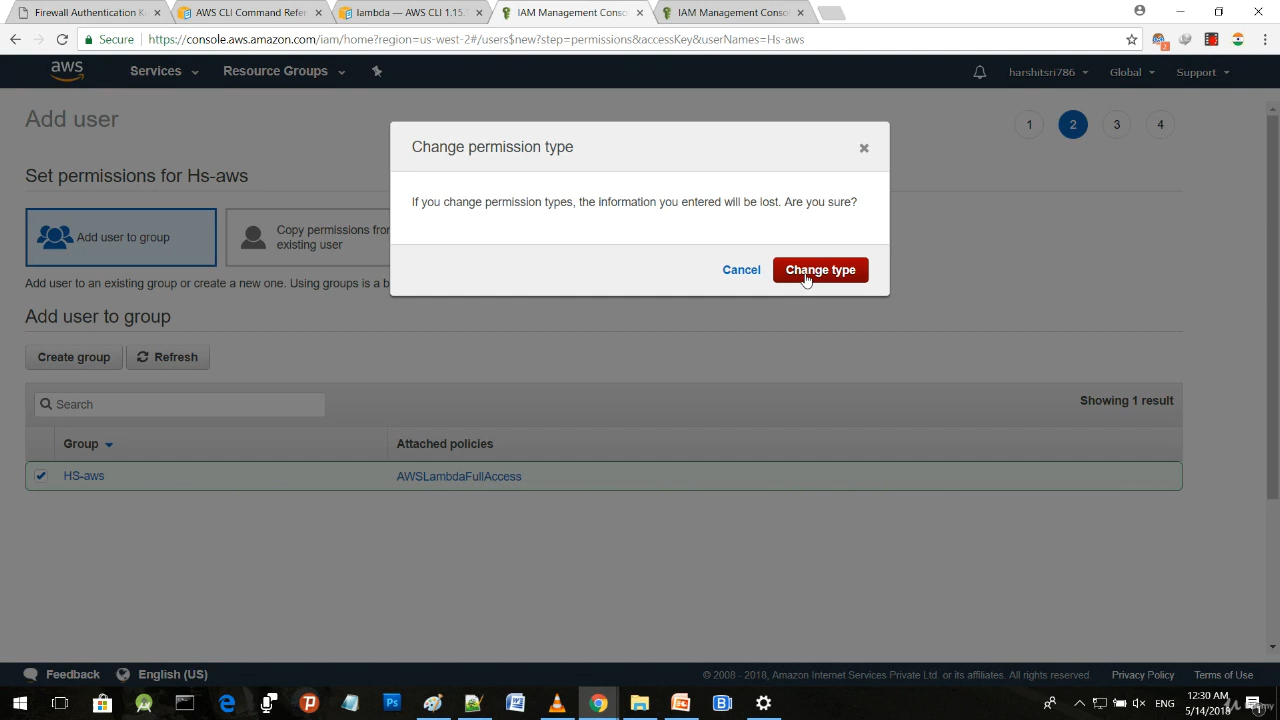 Firewall Authentication K
AWS CLI Command Refer
lambda — AWS CLI 1.15.
IAM Management Conso
IAM Management Consol
Secure
https://console.aws.amazon.com/iam/home?region=us-west-2#/users$new?step=permissions&accessKey&userNames=Hs-aws
2
aws
Services
Resource Groups
harshitsri786
Global
Support
Add user
1
2
3
4
Change permission type
Set permissions for Hs-aws
If you change permission types, the information you entered will be lost. Are you sure?
Add user to group
Copy permissions from
existing user
Cancel
Change type
Add user to an existing group or create a new one. Using groups is a b
Add user to group
Create group
Refresh
Search
Showing 1 result
Group
Attached policies
HS-aws
AWSLambdaFullAccess
Feedback
English (US)
© 2008 - 2018, Amazon Internet Services Private Ltd. or its affiliates. All rights reserved.
Privacy Policy
Terms of Use
Ps
ENG
12:30 AM
5/14/2018